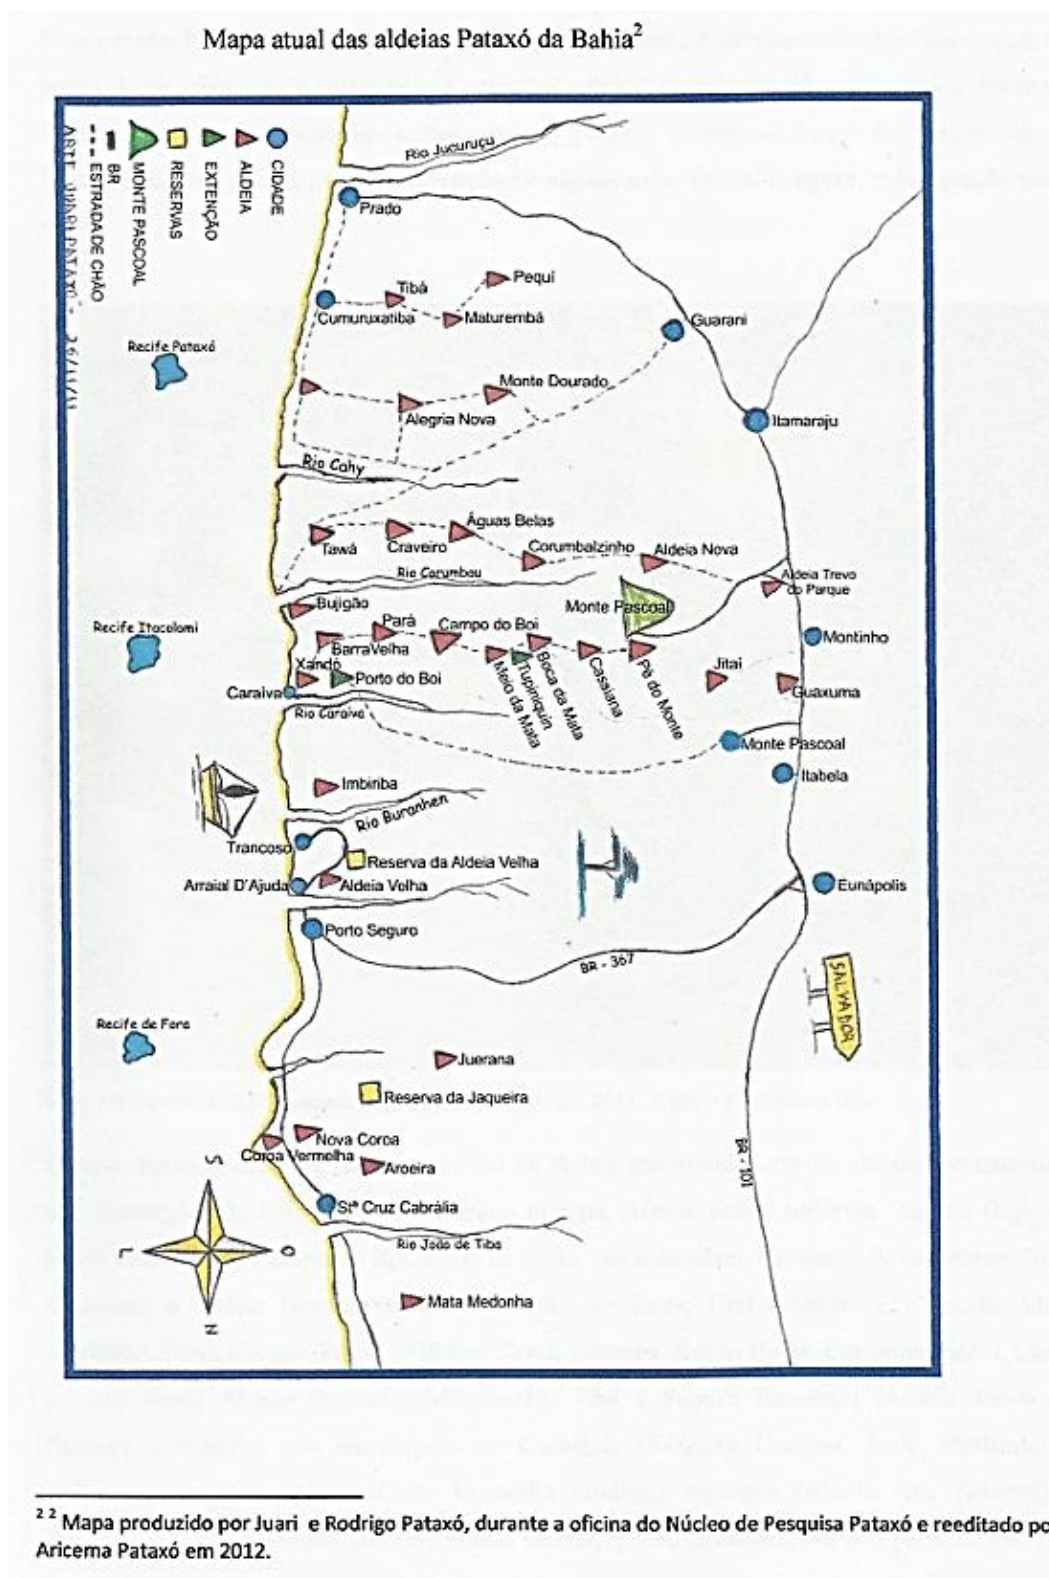 Mapa atual das aldeias Pataxó da Bahia²
CIDADE
ALDEIA
EXTENÇÃO
RESERVAS
MONTE PASCOAL
BR
ESTRADA DE CHÃO
Rio Jucuruçu
Prado
Pequi
Tibá
Cumuruxatiba
Maturembá
Guarani
Recife Pataxó
Monte Dourado
Alegria Nova
Itamaraju
Rio Cahy
Águas Belas
Tawá
Craveiro
Corumbalzinho
Aldeia Nova
Rio Corumbau
Aldeia Trevo
do Parque
Bujigão
Monte Pascoal
Pará
Campo do Boi
Recife Itacolomi
BarraVelha
Montinho
Xandó
Porto do Boi
Meio da Mata
Tupiniquin
Boca da Mata
Casaiana
Pé do Monte
Jitaí
Guaxuma
Caraíva
Rio Caraiva
Monte Pascoal
Itabela
Imbiriba
Rio Buranhen
Trancoso
Reserva da Aldeia Velha
Arraial D'Ajuda
Aldeia Velha
Eunápolis
Porto Seguro
BR - 367
SALVADOR
Recife de Fora
Juerana
Reserva da Jaqueira
Nova Coroa
Coroa Vermelha
Aroeira
BR - 101
Stª Cruz Cabrália
Rio João de Tiba
S
L
O
N
Mata Medonha
² ² Mapa produzido por Juari e Rodrigo Pataxó, durante a oficina do Núcleo de Pesquisa Pataxó e reeditado po
Aricema Pataxó em 2012.